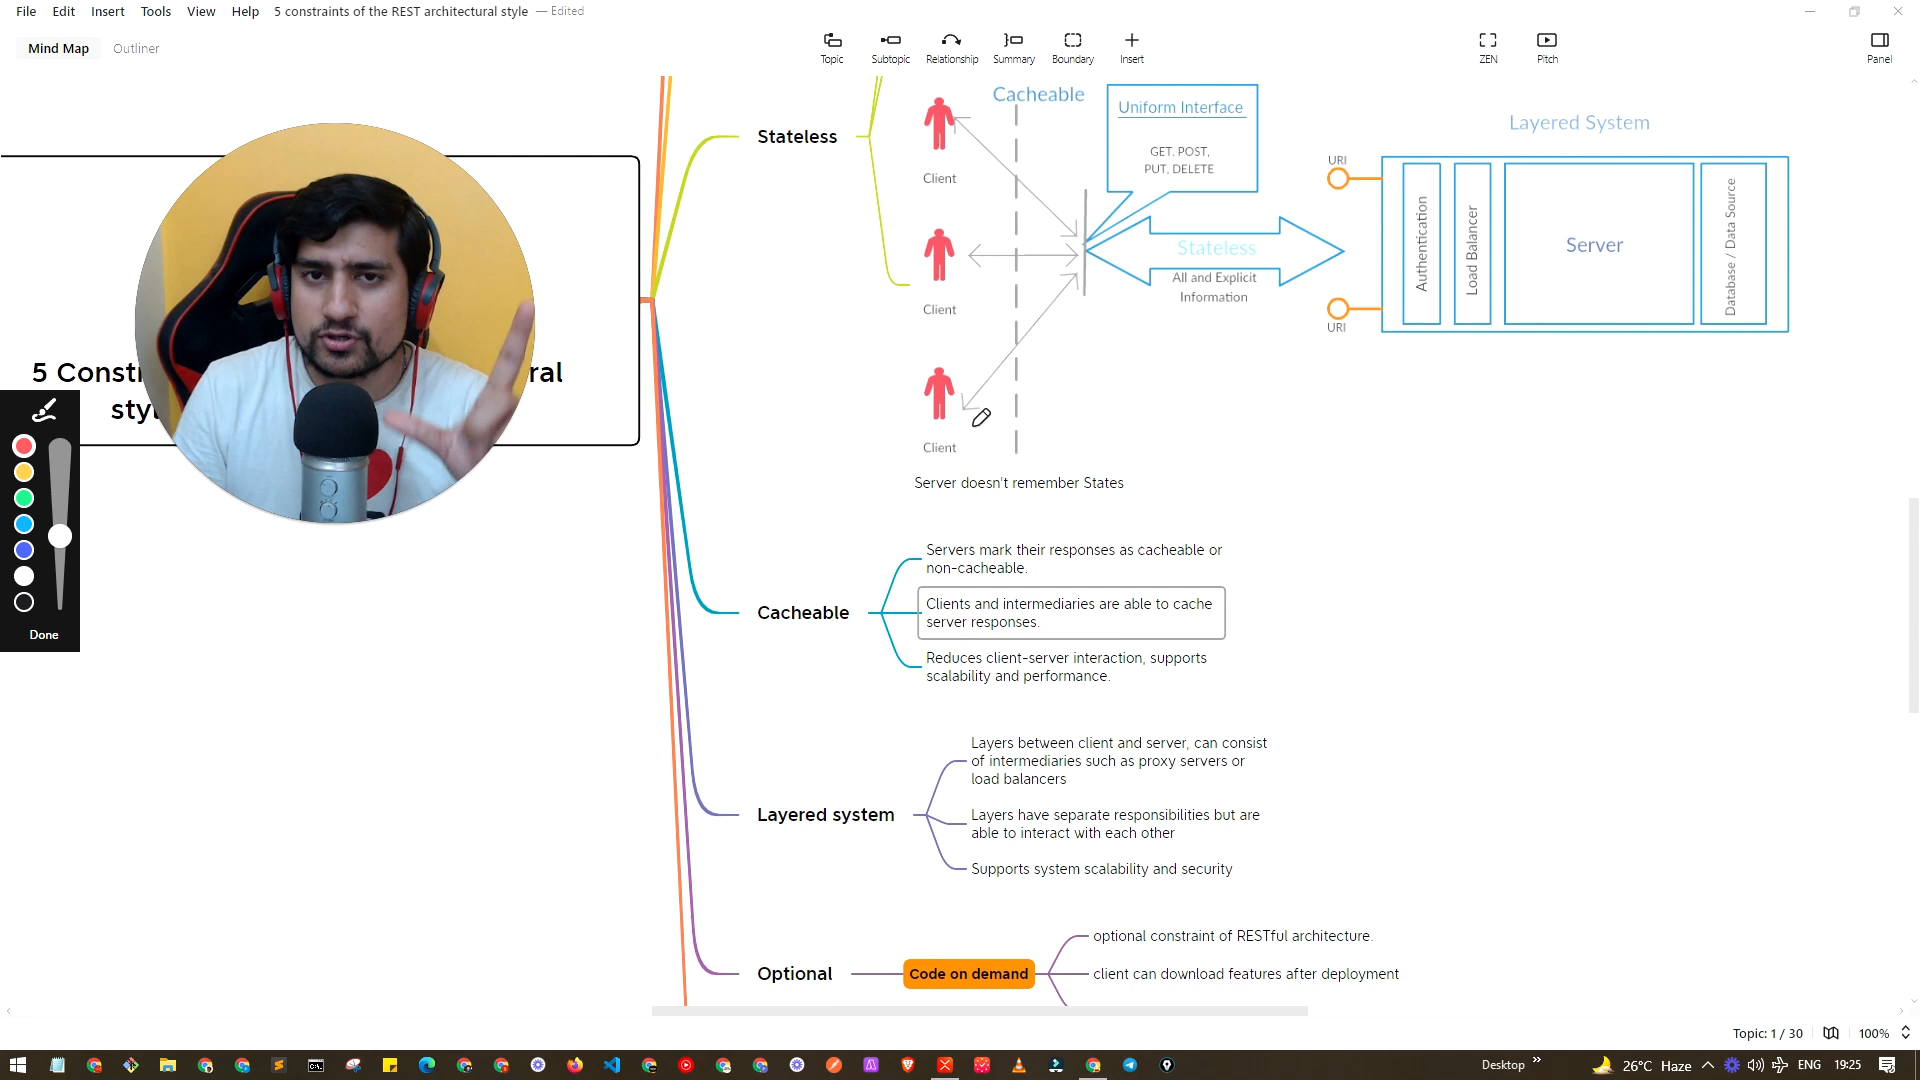 File Edit Insert Tools View Help 5 constraints of the REST architectural style — Edited
Mind Map Outliner
Topic Subtopic Relationship Summary Boundary Insert
ZEN Pitch Panel
5 Constr ral
styl
Stateless
Cacheable
Client
Client
Client
Uniform Interface
GET. POST,
PUT, DELETE
Stateless
All and Explicit
Information
Layered System
URI
URI
Authentication
Load Balancer
Server
Database / Data Source
Server doesn't remember States
Cacheable
Servers mark their responses as cacheable or
non-cacheable.
Clients and intermediaries are able to cache
server responses.
Reduces client-server interaction, supports
scalability and performance.
Layered system
Layers between client and server, can consist
of intermediaries such as proxy servers or
load balancers
Layers have separate responsibilities but are
able to interact with each other
Supports system scalability and security
Optional
Code on demand
optional constraint of RESTful architecture.
client can download features after deployment
Done
Topic: 1 / 30 100%
Desktop 26°C Haze ENG 19:25